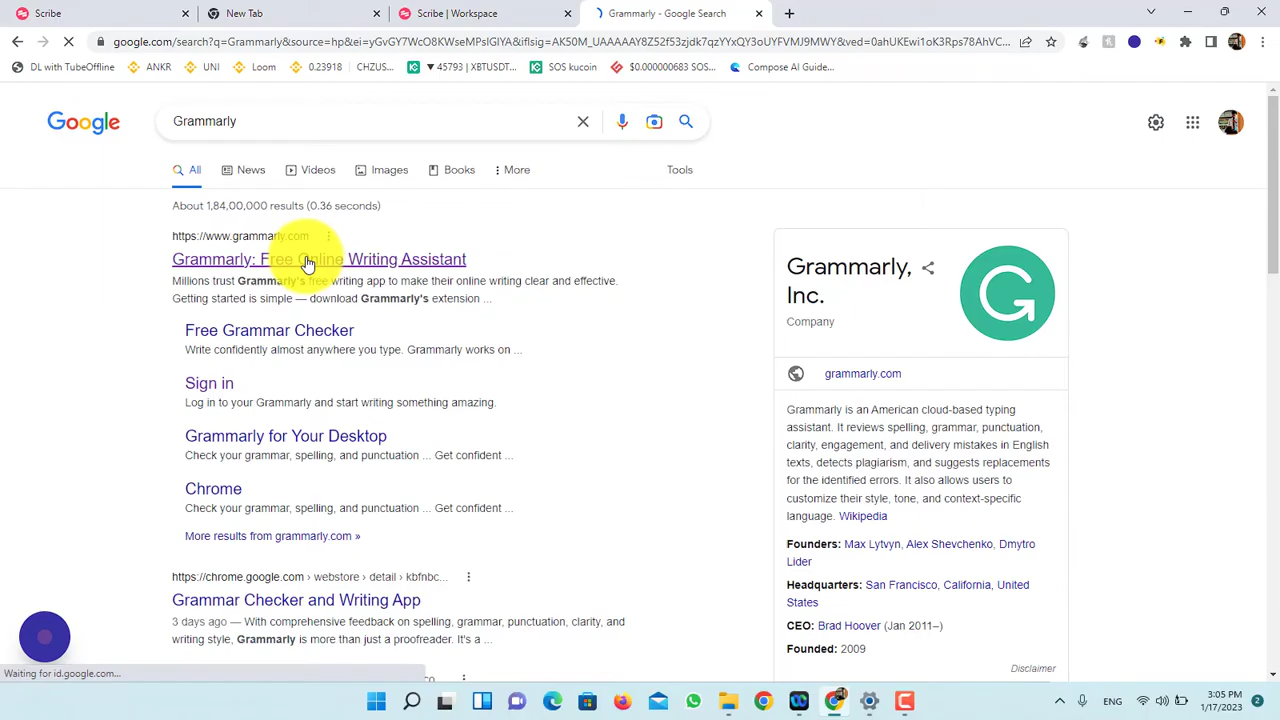 Scribe
New Tab
Scribe | Workspace
Grammarly - Google Search
google.com/search?q=Grammarly&source=hp&ei=yGvGY7WcO8KWseMPsIGIYA&iflsig=AK50M_UAAAAAY8Z52f53zjdk7qzYYxQY3oUYFVMJ9MWY&ved=0ahUKEwi1oK3Rps78AhVC...
DL with TubeOffline
ANKR
UNI
Loom
0.23918 | CHZUS...
▼45793 | XBTUSDT...
SOS kucoin
$0.000000683 SOS...
Compose AI Guide...
Google
Grammarly
All
News
Videos
Images
Books
More
Tools
About 1,84,00,000 results (0.36 seconds)
https://www.grammarly.com
Grammarly: Free Online Writing Assistant
Millions trust Grammarly's free writing app to make their online writing clear and effective.
Getting started is simple — download Grammarly's extension ...
Free Grammar Checker
Write confidently almost anywhere you type. Grammarly works on ...
Sign in
Log in to your Grammarly and start writing something amazing.
Grammarly for Your Desktop
Check your grammar, spelling, and punctuation ... Get confident ...
Chrome
Check your grammar, spelling, and punctuation ... Get confident ...
More results from grammarly.com »
https://chrome.google.com › webstore › detail › kbfnbc...
Grammar Checker and Writing App
3 days ago — With comprehensive feedback on spelling, grammar, punctuation, clarity, and
writing style, Grammarly is more than just a proofreader. It's a ...
Grammarly,
Inc.
Company
grammarly.com
Grammarly is an American cloud-based typing
assistant. It reviews spelling, grammar, punctuation,
clarity, engagement, and delivery mistakes in English
texts, detects plagiarism, and suggests replacements
for the identified errors. It also allows users to
customize their style, tone, and context-specific
language. Wikipedia
Founders: Max Lytvyn, Alex Shevchenko, Dmytro
Lider
Headquarters: San Francisco, California, United
States
CEO: Brad Hoover (Jan 2011–)
Founded: 2009
Disclaimer
Waiting for id.google.com...
ENG
3:05 PM
1/17/2023
2